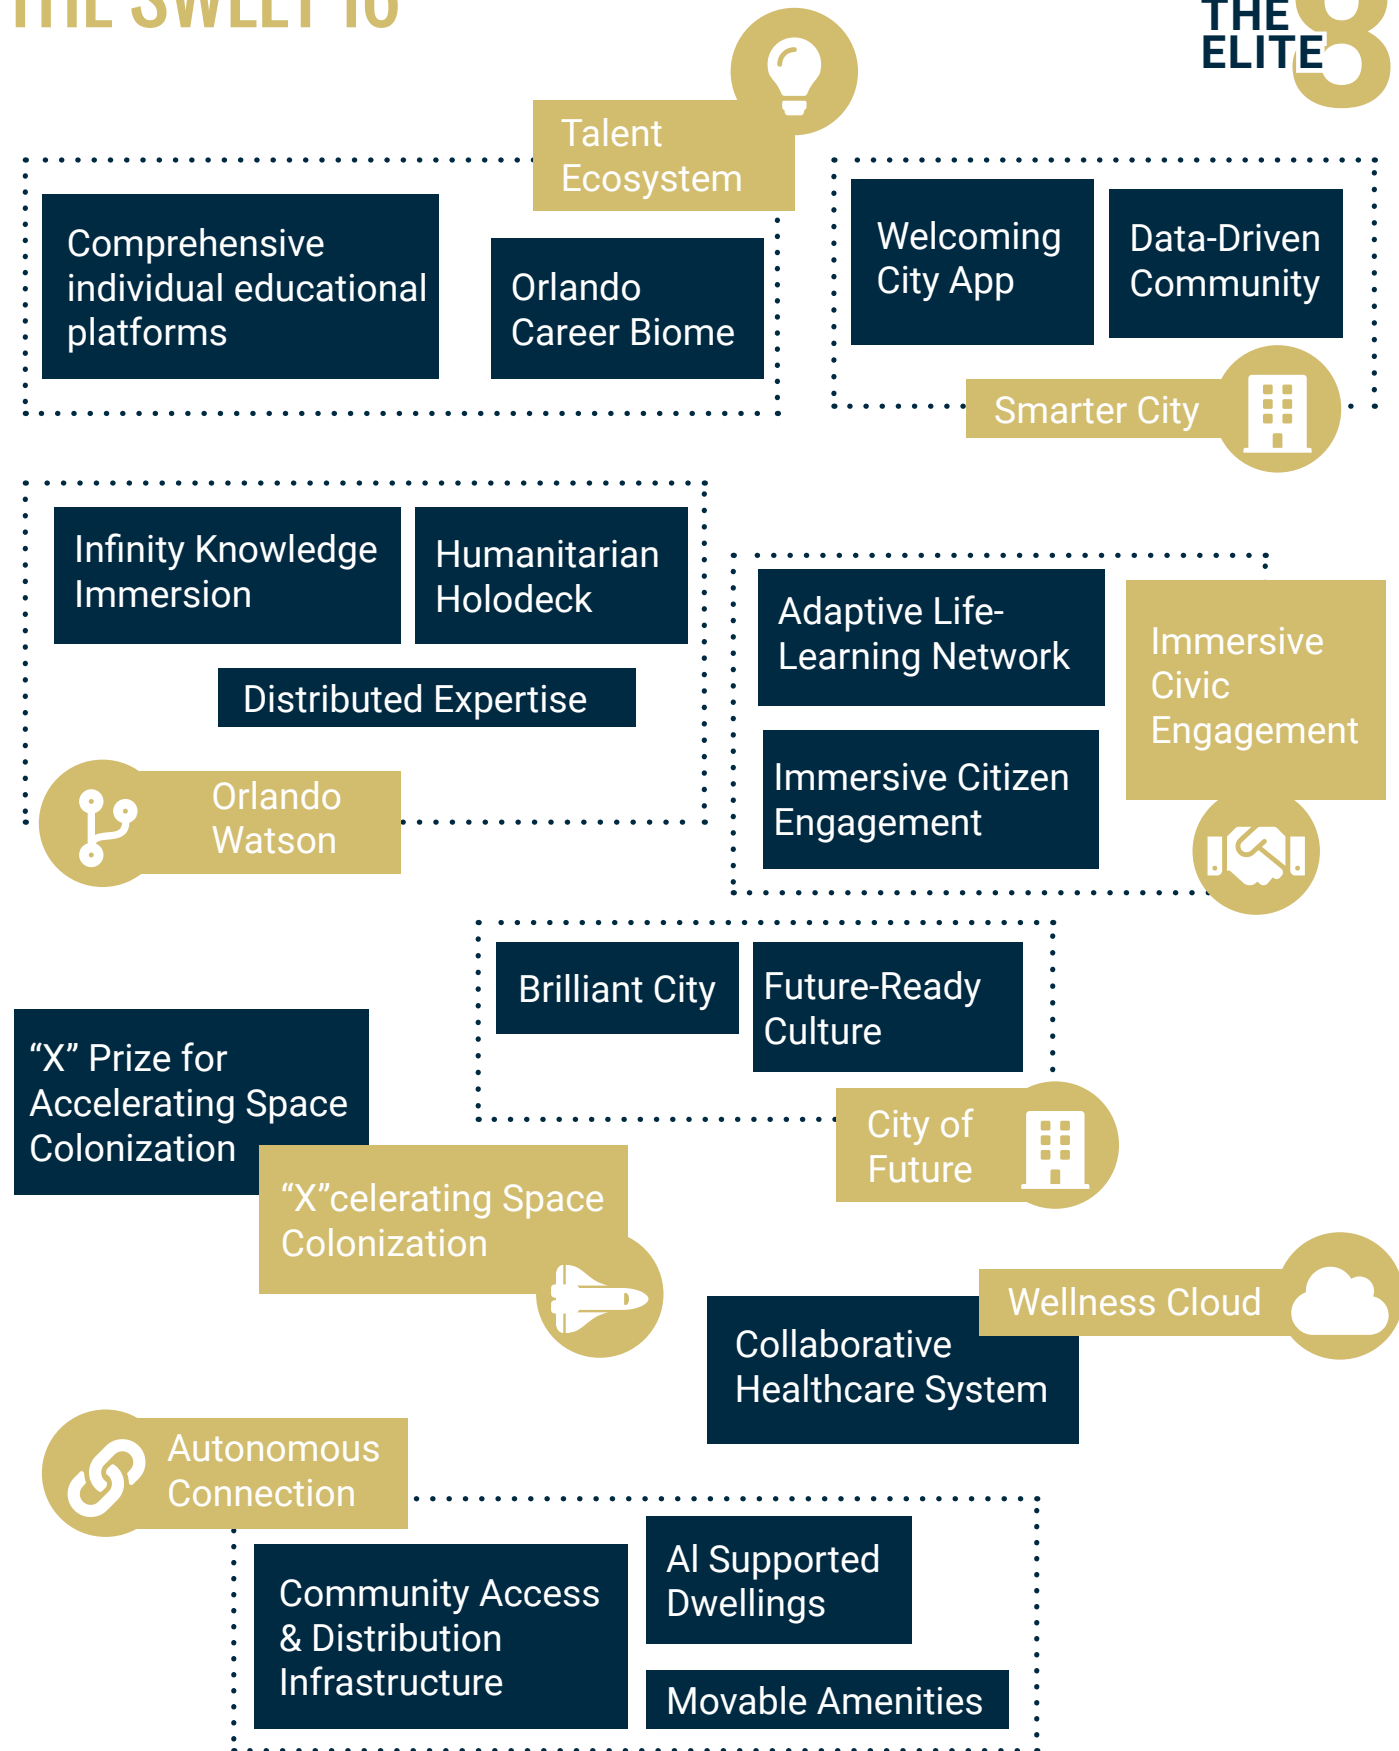 THE SWEET 16
THE
ELITE
8
Talent
Ecosystem
Comprehensive
individual educational
platforms
Orlando
Career Biome
Welcoming
City App
Data-Driven
Community
Smarter City
Infinity Knowledge
Immersion
Humanitarian
Holodeck
Distributed Expertise
Orlando
Watson
Adaptive Life-
Learning Network
Immersive
Civic
Engagement
Immersive Citizen
Engagement
Brilliant City
Future-Ready
Culture
City of
Future
“X” Prize for
Accelerating Space
Colonization
“X”celerating Space
Colonization
Wellness Cloud
Collaborative
Healthcare System
Autonomous
Connection
Community Access
& Distribution
Infrastructure
AI Supported
Dwellings
Movable Amenities